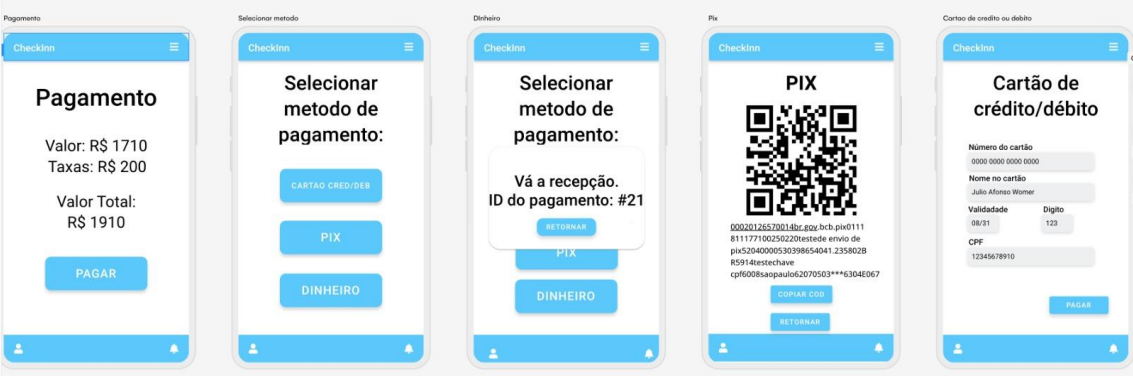 Pagamento
CheckInn
Pagamento
Valor: R$ 1710
Taxas: R$ 200
Valor Total:
R$ 1910
PAGAR
Selecionar metodo
CheckInn
Selecionar
metodo de
pagamento:
CARTAO CRED/DEB
PIX
DINHEIRO
DInheiro
CheckInn
Selecionar
metodo de
pagamento:
Vá a recepção.
ID do pagamento: #21
RETORNAR
PIX
DINHEIRO
Pix
CheckInn
PIX
00020126570014br.gov.bcb.pix0111
811177100250220testede envio de
pix52040000530398654041.235802B
R5914testechave
cpf6008saopaulo62070503***6304E067
COPIAR COD
RETORNAR
Cartao de credito ou debito
CheckInn
Cartão de
crédito/débito
Número do cartão
0000 0000 0000 0000
Nome no cartão
Julio Afonso Womer
Validadade Digito
08/31 123
CPF
12345678910
PAGAR